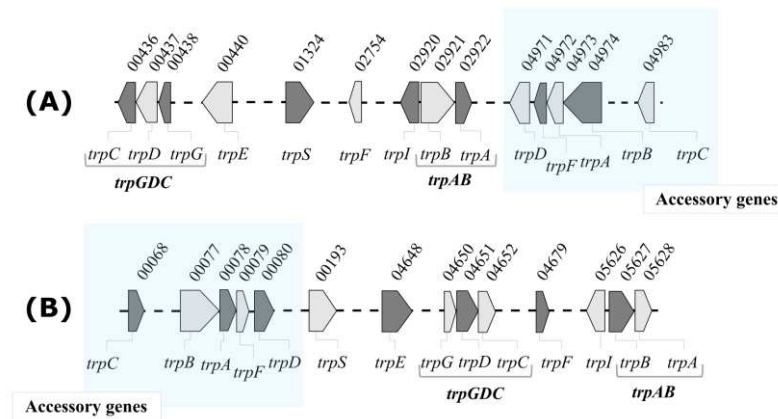 00436 00437 00438 00440 01324 02754 02920 02921 02922 04971 04972 04973 04974 04983
(A)
trpC trpD trpG trpE trpS trpF trpI trpB trpA trpD trpF trpA trpB trpC
trpGDC trpAB
Accessory genes
00068 00077 00078 00079 00080 00193 04648 04650 04651 04652 04679 05626 05627 05628
(B)
trpC trpB trpA trpF trpD trpS trpE trpG trpD trpC trpF trpI trpB trpA
trpGDC trpAB
Accessory genes